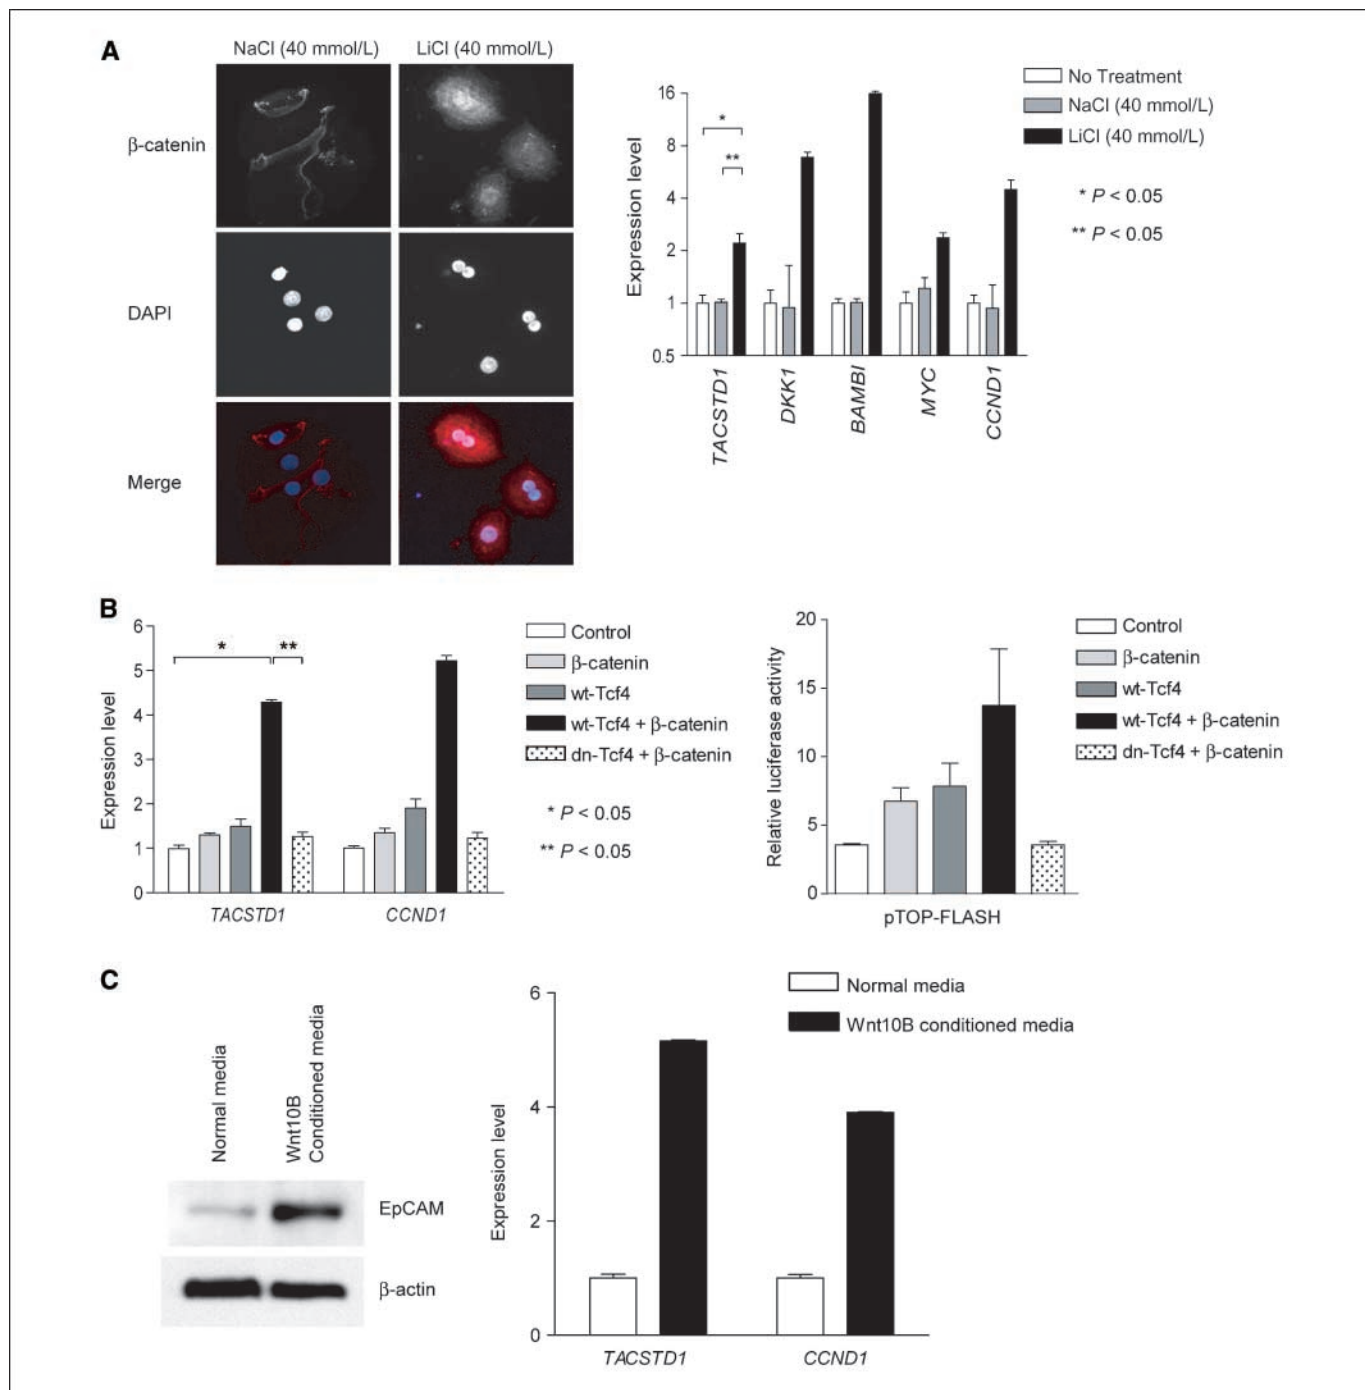 A
NaCl (40 mmol/L)
LiCl (40 mmol/L)
β-catenin
DAPI
Merge
Expression level
16
8
4
2
1
0.5
*
**
TACSTD1
DKK1
BAMBI
MYC
CCND1
No Treatment
NaCl (40 mmol/L)
LiCl (40 mmol/L)
* P < 0.05
** P < 0.05
B
Expression level
6
5
4
3
2
1
0
*
**
TACSTD1
CCND1
Control
β-catenin
wt-Tcf4
wt-Tcf4 + β-catenin
dn-Tcf4 + β-catenin
* P < 0.05
** P < 0.05
Relative luciferase activity
20
15
10
5
0
pTOP-FLASH
Control
β-catenin
wt-Tcf4
wt-Tcf4 + β-catenin
dn-Tcf4 + β-catenin
C
Normal media
Wnt10B
Conditioned media
EpCAM
β-actin
Expression level
6
4
2
0
TACSTD1
CCND1
Normal media
Wnt10B conditioned media